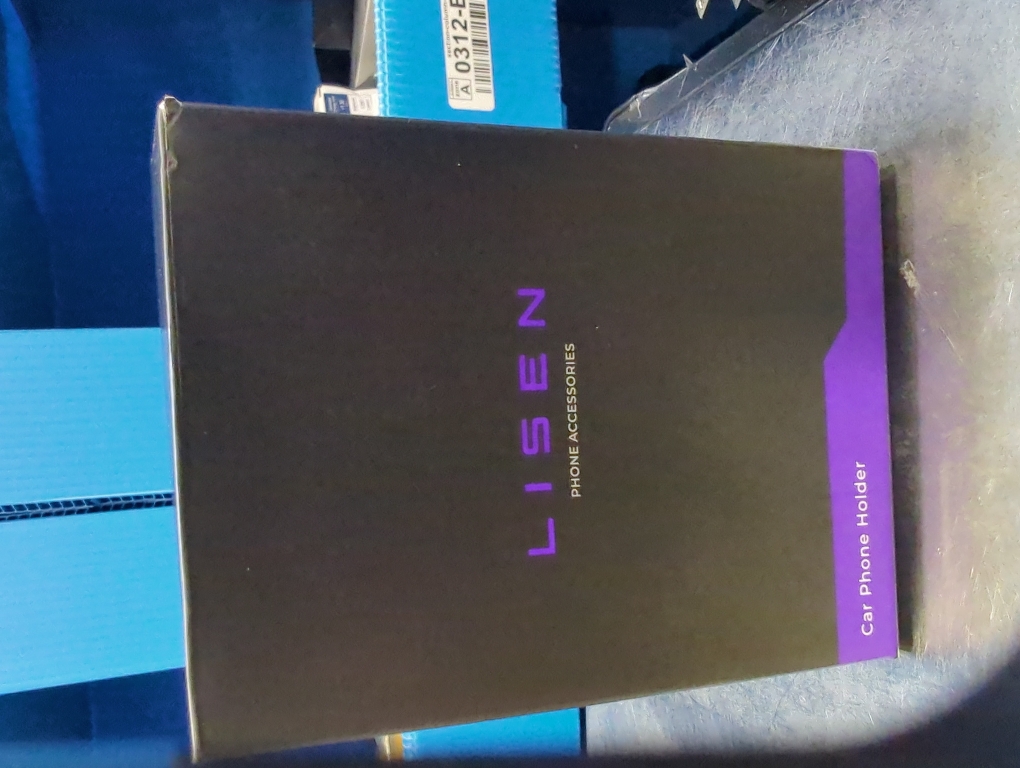 LISEN
PHONE ACCESSORIES
Car Phone Holder
A
0312-E